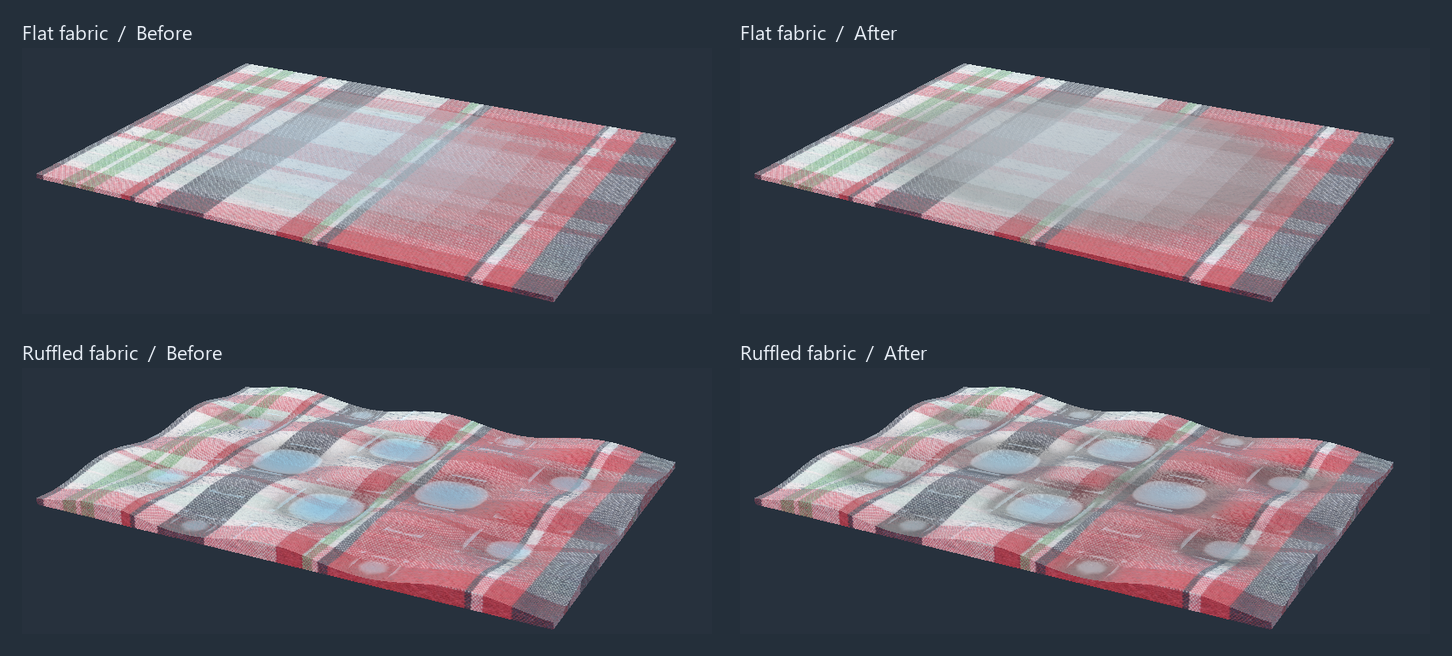 Flat fabric / Before
Flat fabric / After
Ruffled fabric / Before
Ruffled fabric / After